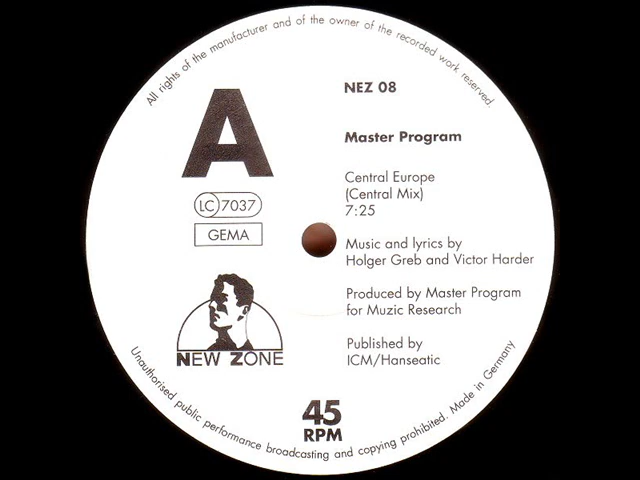 All rights of the manufacturer and of the owner of the recorded work reserved.
A
NEZ 08
Master Program
LC 7037
GEMA
Central Europe
(Central Mix)
7:25
Music and lyrics by
Holger Greb and Victor Harder
Produced by Master Program
for Muzic Research
Published by
ICM/Hanseatic
NEW ZONE
45
RPM
Unauthorised public performance broadcasting and copying prohibited. Made in Germany